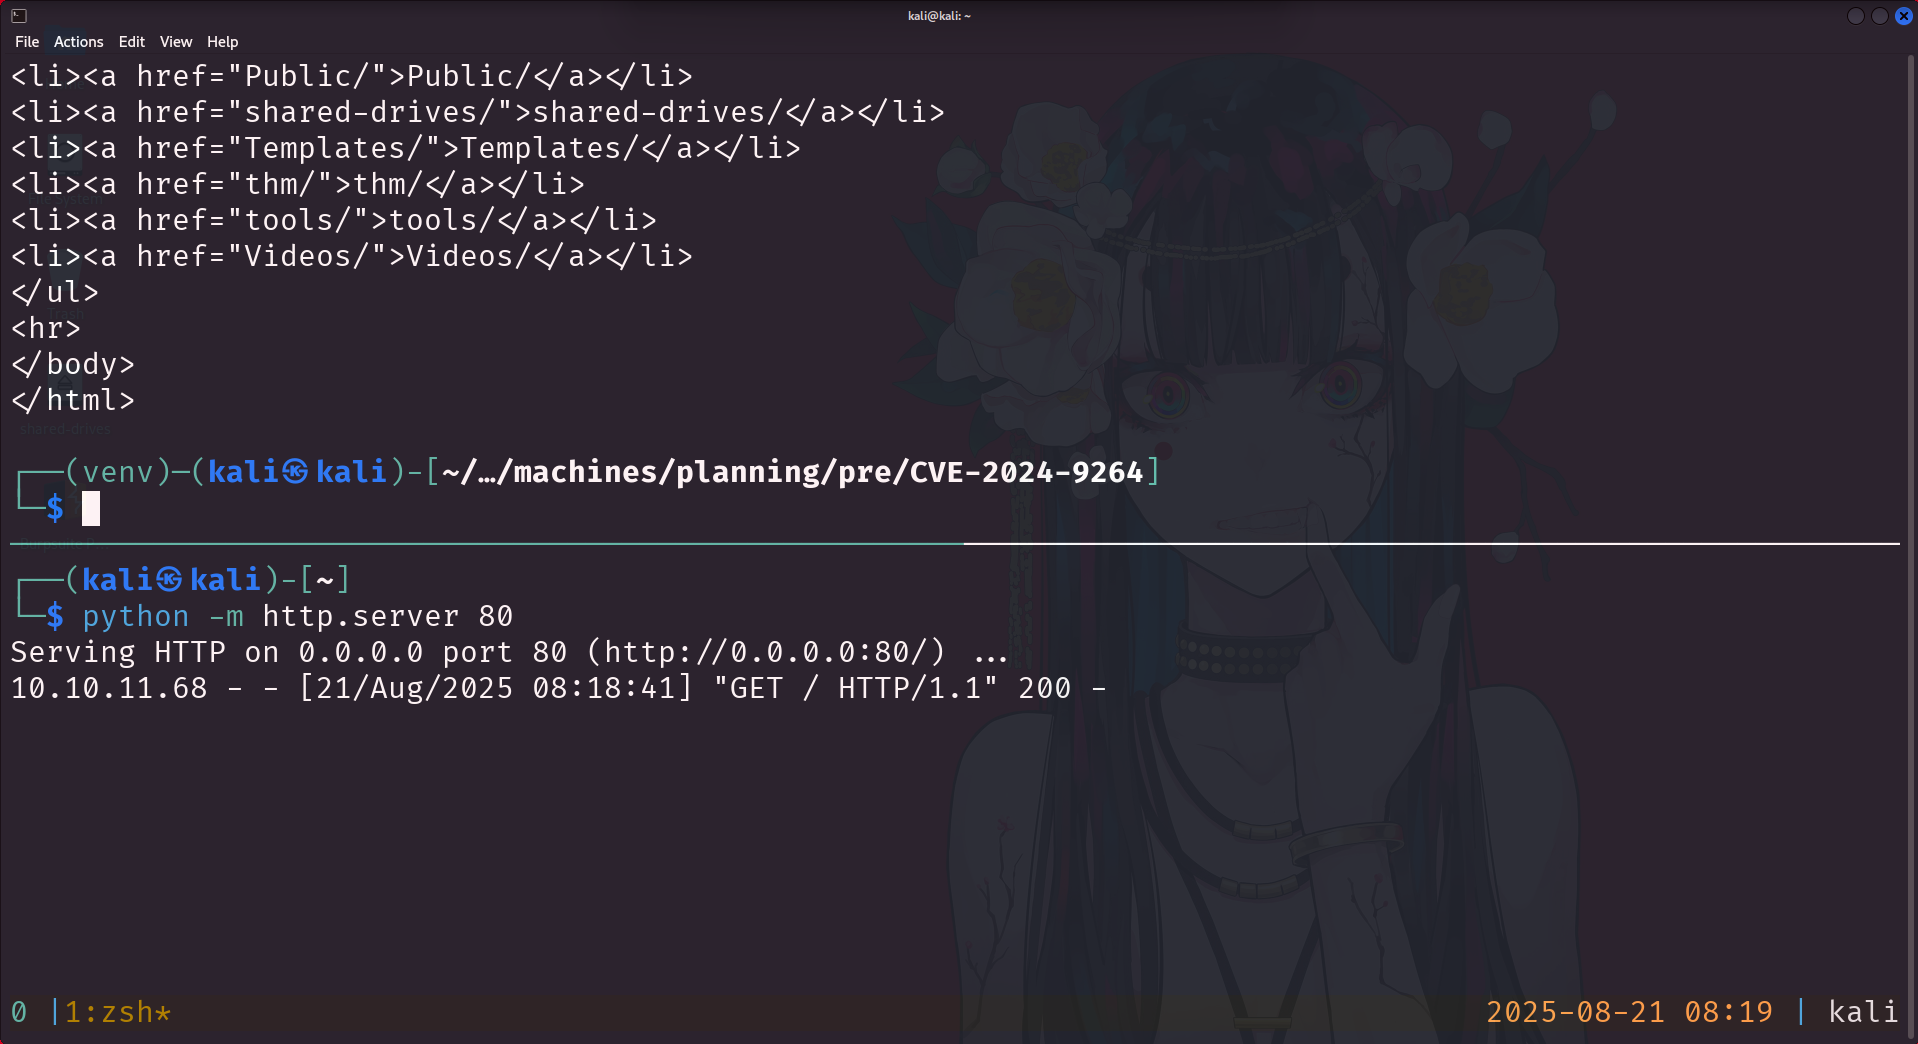 kali@kali: ~
File Actions Edit View Help
<li><a href="Public/">Public/</a></li>
<li><a href="shared-drives/">shared-drives/</a></li>
<li><a href="Templates/">Templates/</a></li>
<li><a href="thm/">thm/</a></li>
<li><a href="tools/">tools/</a></li>
<li><a href="Videos/">Videos/</a></li>
</ul>
<hr>
</body>
</html>
shared-drives
┌──(venv)─(kali㉿kali)-[~/…/machines/planning/pre/CVE-2024-9264]
└─$
┌──(kali㉿kali)-[~]
└─$ python -m http.server 80
Serving HTTP on 0.0.0.0 port 80 (http://0.0.0.0:80/) ...
10.10.11.68 - - [21/Aug/2025 08:18:41] "GET / HTTP/1.1" 200 -
0 |1:zsh* 2025-08-21 08:19 | kali